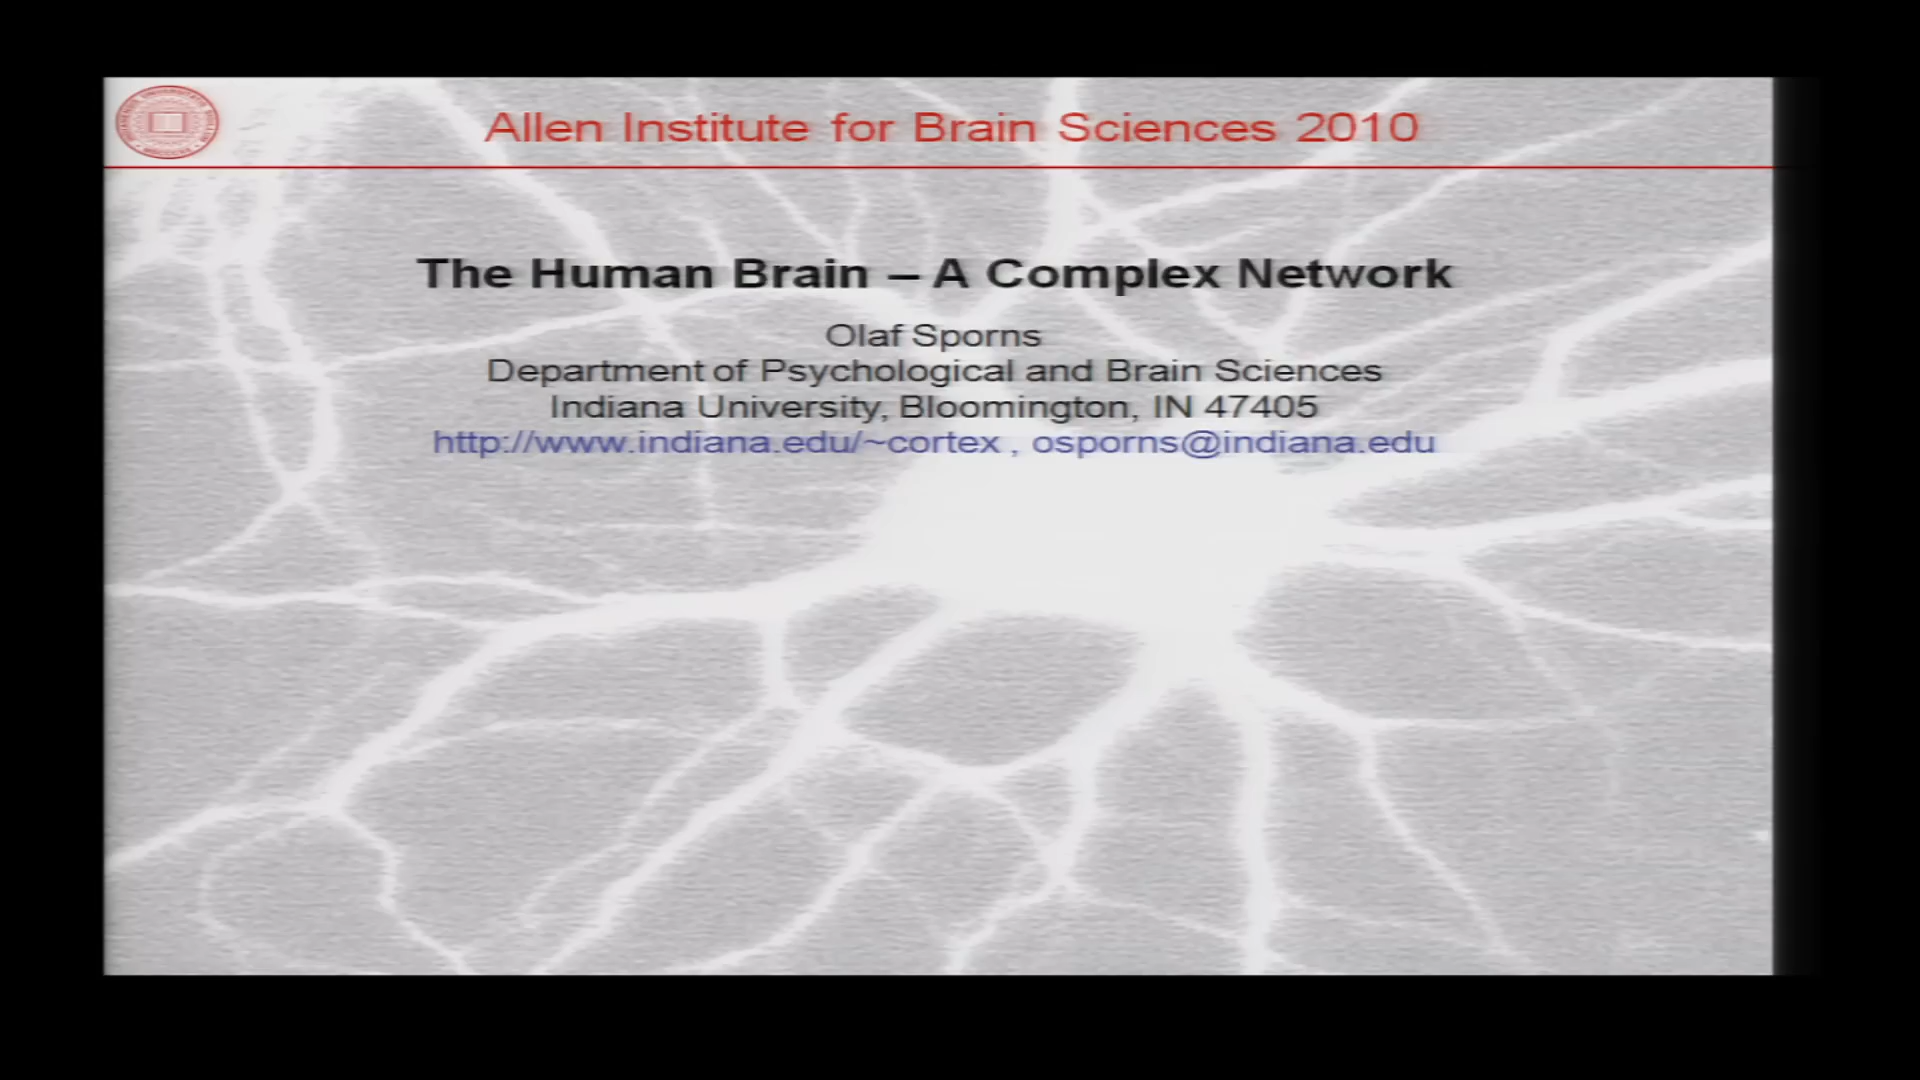 Allen Institute for Brain Sciences 2010
The Human Brain – A Complex Network
Olaf Sporns
Department of Psychological and Brain Sciences
Indiana University, Bloomington, IN 47405
http://www.indiana.edu/~cortex , osporns@indiana.edu